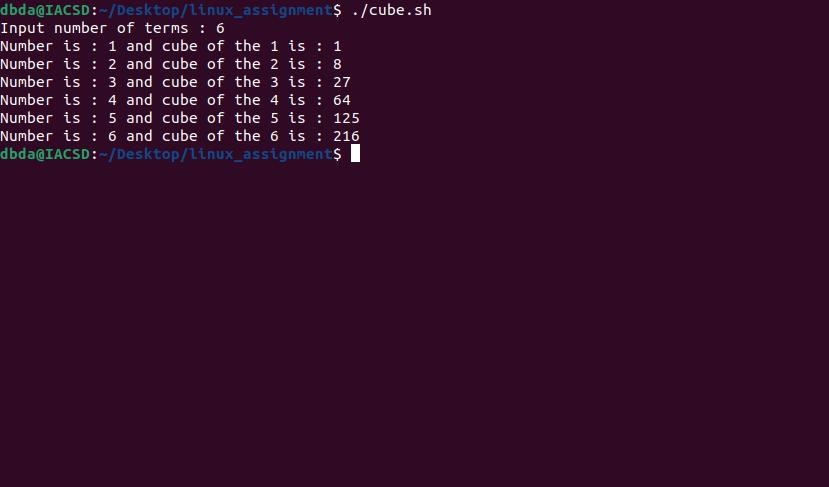 dbda@IACSD:~/Desktop/linux_assignment$ ./cube.sh
Input number of terms : 6
Number is : 1 and cube of the 1 is : 1
Number is : 2 and cube of the 2 is : 8
Number is : 3 and cube of the 3 is : 27
Number is : 4 and cube of the 4 is : 64
Number is : 5 and cube of the 5 is : 125
Number is : 6 and cube of the 6 is : 216
dbda@IACSD:~/Desktop/linux_assignment$